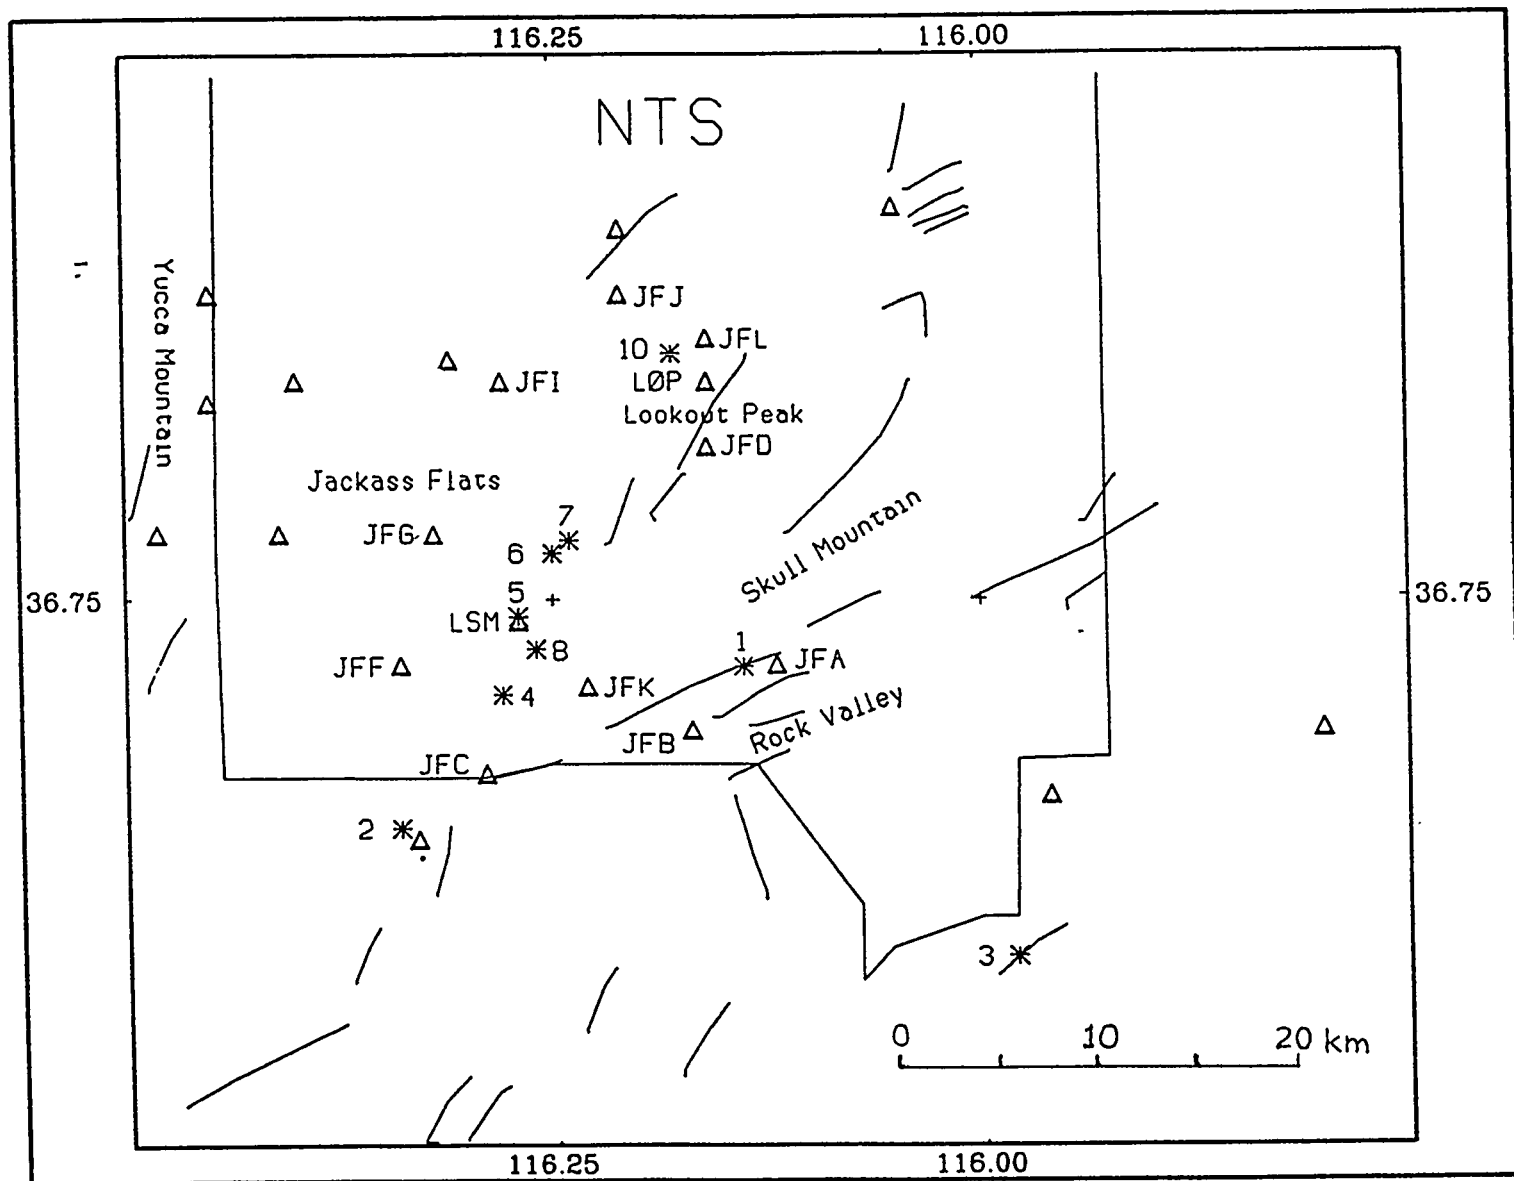 116.25 116.00
NTS
Yucca Mountain
JFJ
10 JFL
JFI LØP
Lookout Peak
JFD
Jackass Flats
7
JFG
6
Skull Mountain
5
36.75 36.75
LSM
8
1
JFF JFA
4 JFK
Rock Valley
JFB
JFC
2
3
0 10 20 km
116.25 116.00